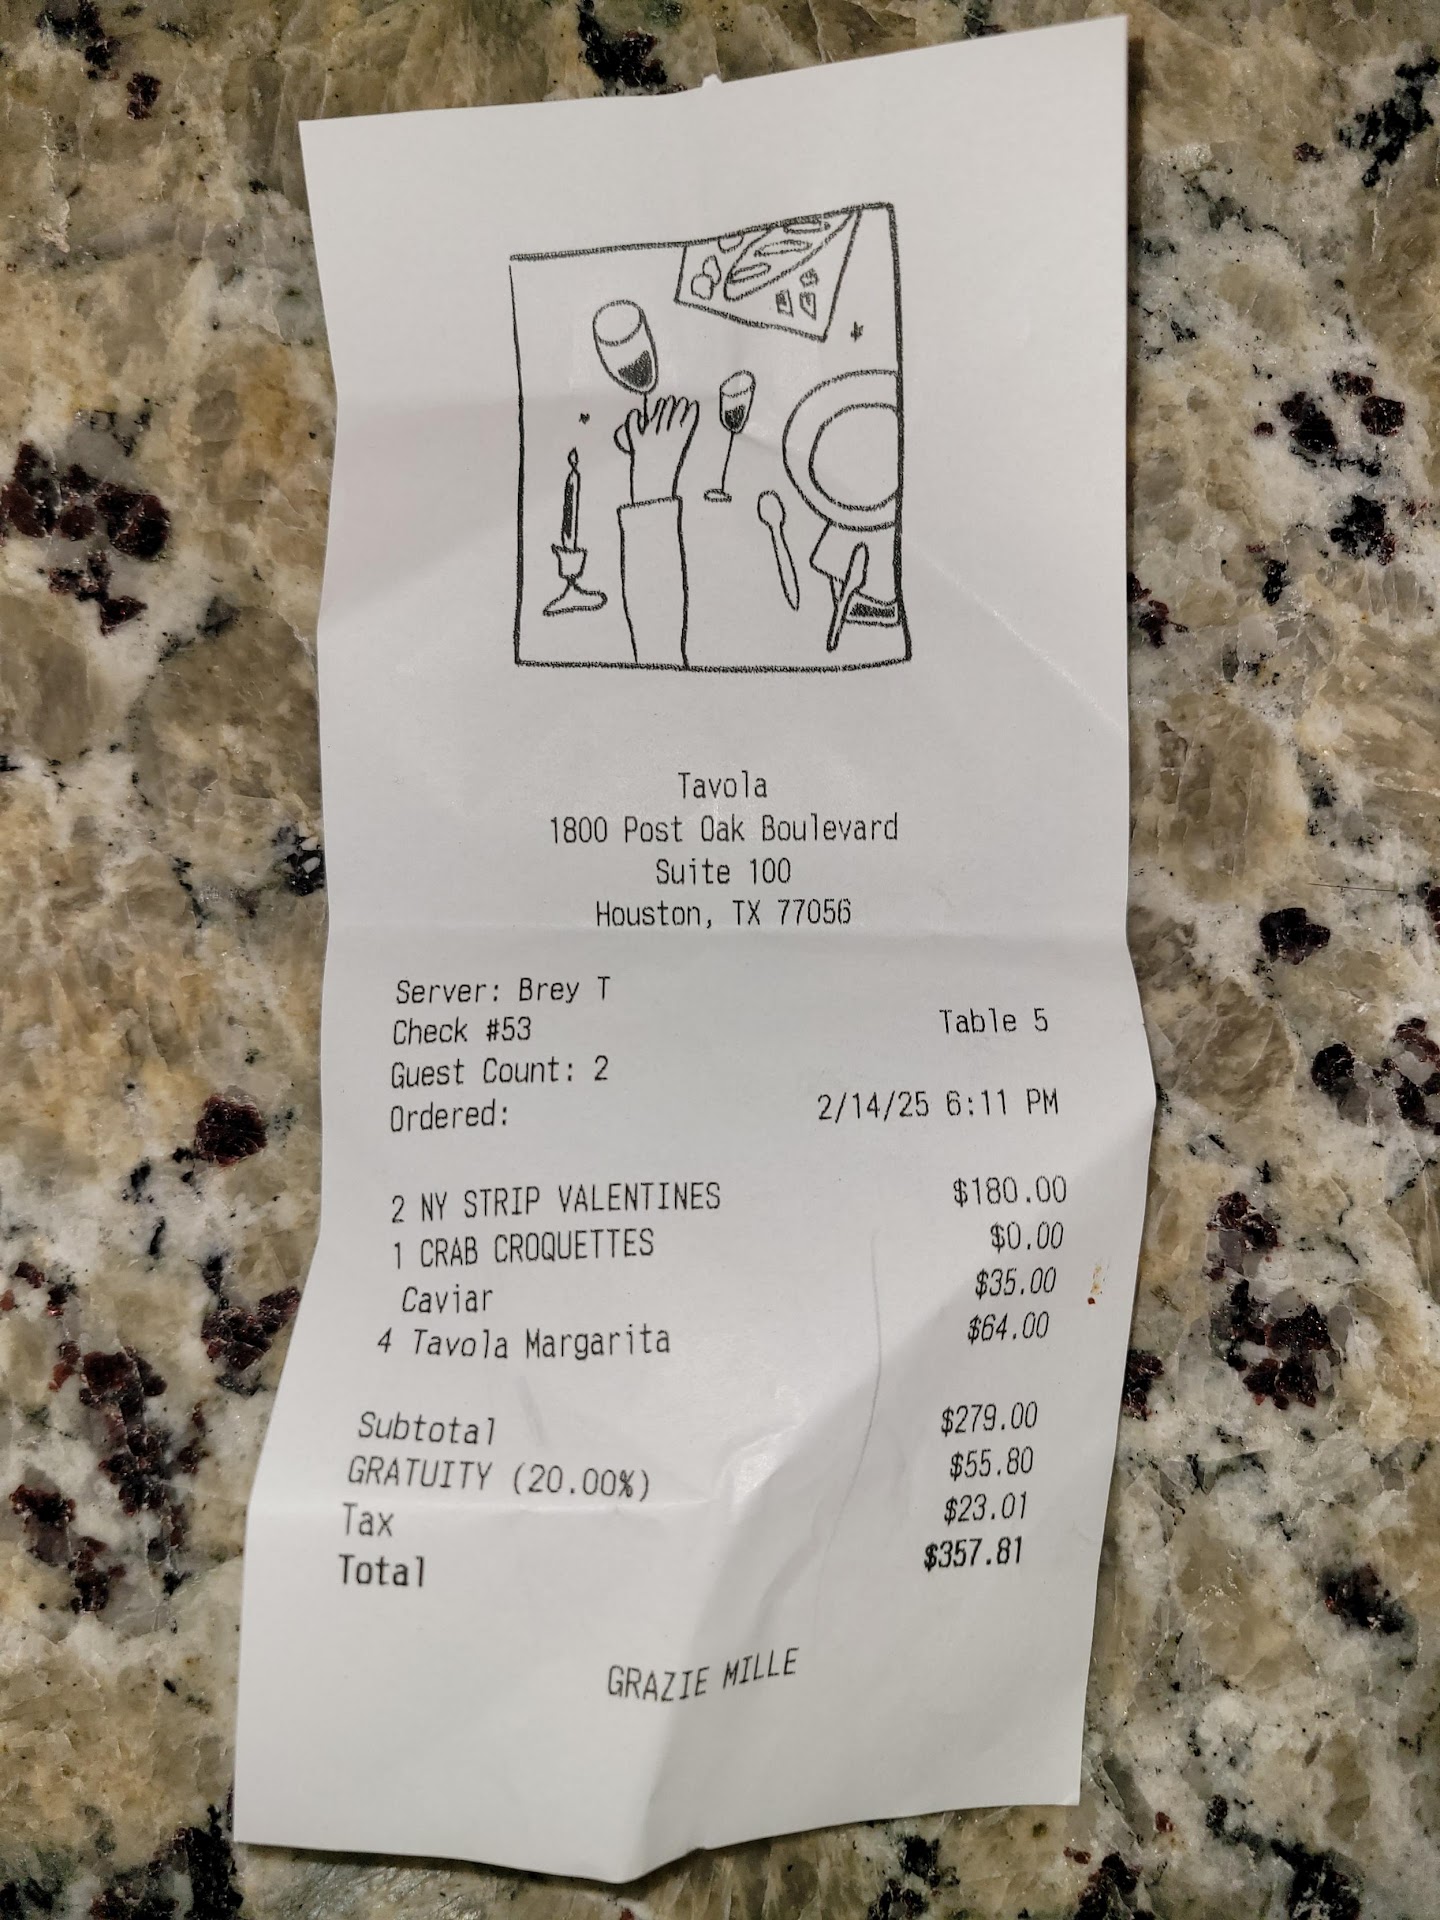 Tavola
1800 Post Oak Boulevard
Suite 100
Houston, TX 77056
Server: Brey T
Check #53 Table 5
Guest Count: 2
Ordered: 2/14/25 6:11 PM
2 NY STRIP VALENTINES $180.00
1 CRAB CROQUETTES $0.00
Caviar $35.00
4 Tavola Margarita $64.00
Subtotal $279.00
GRATUITY (20.00%) $55.80
Tax $23.01
Total $357.81
GRAZIE MILLE